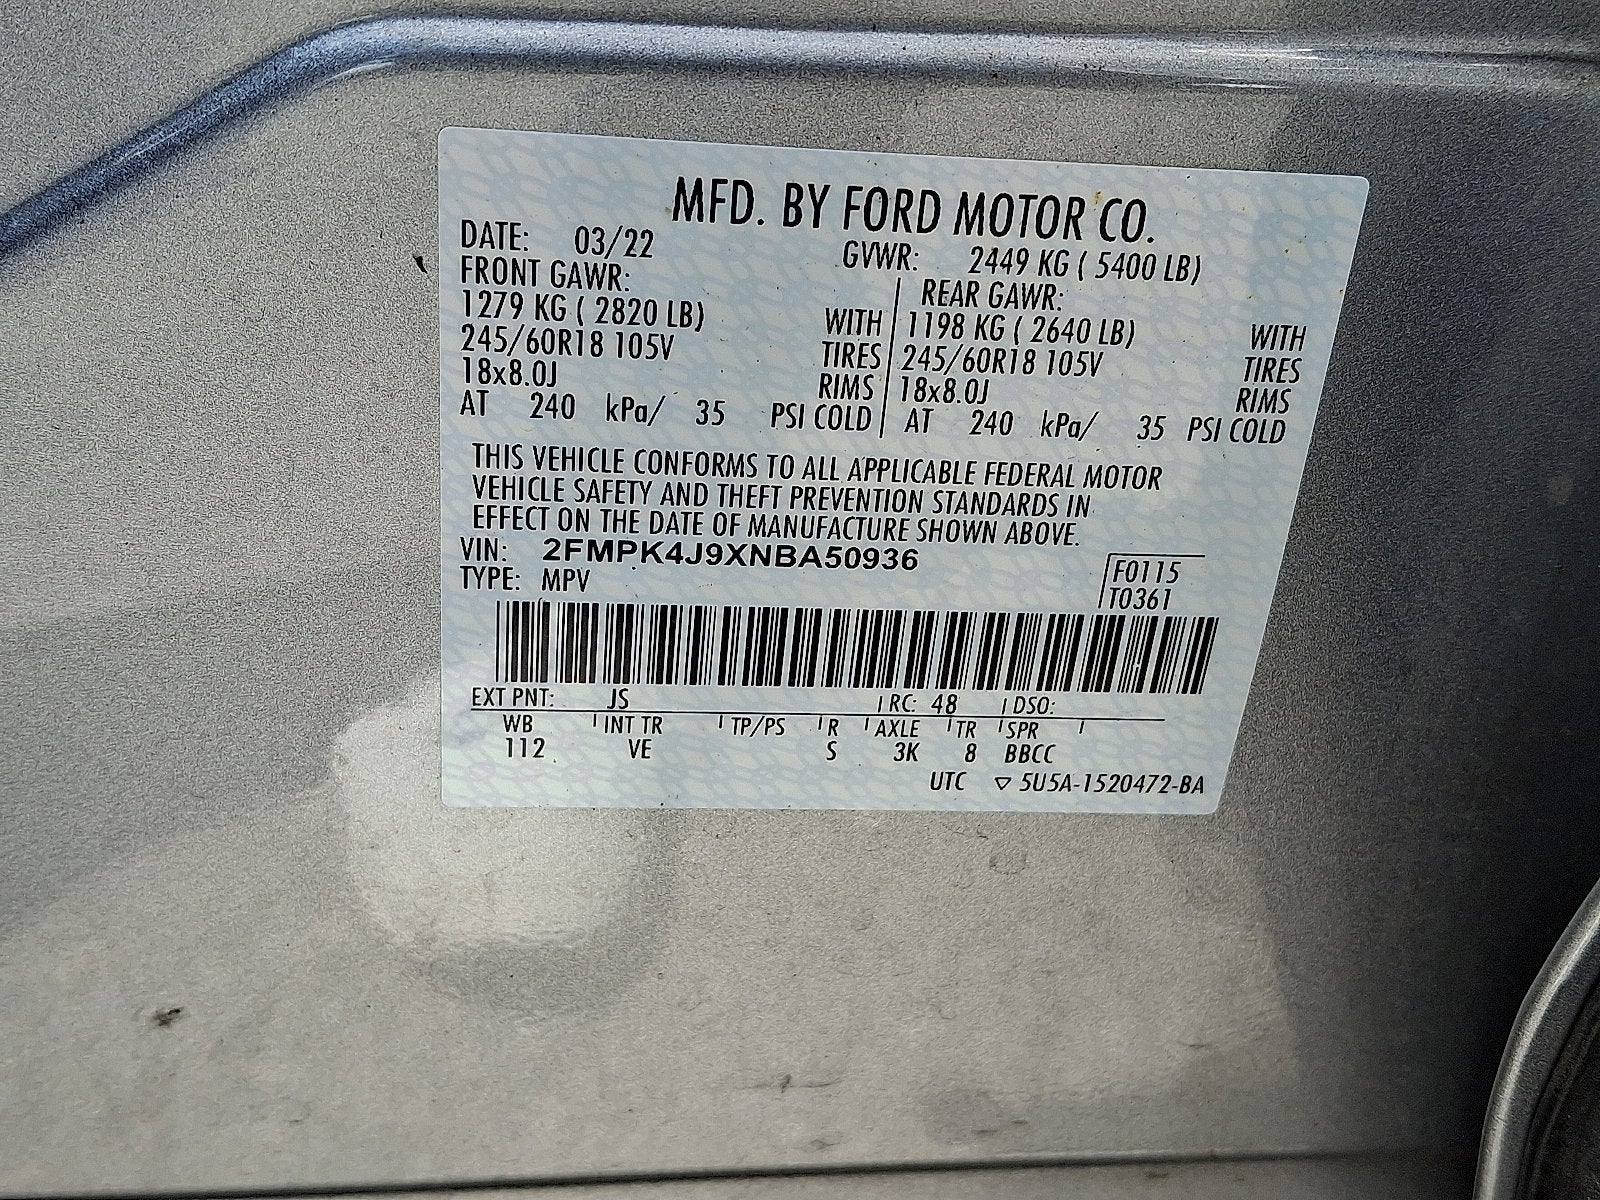 MFD. BY FORD MOTOR CO.
DATE: 03/22 GVWR: 2449 KG ( 5400 LB)
FRONT GAWR: REAR GAWR:
1279 KG ( 2820 LB) WITH 1198 KG ( 2640 LB) WITH
245/60R18 105V TIRES 245/60R18 105V TIRES
18x8.0J RIMS 18x8.0J RIMS
AT 240 kPa/ 35 PSI COLD AT 240 kPa/ 35 PSI COLD
THIS VEHICLE CONFORMS TO ALL APPLICABLE FEDERAL MOTOR
VEHICLE SAFETY AND THEFT PREVENTION STANDARDS IN
EFFECT ON THE DATE OF MANUFACTURE SHOWN ABOVE.
VIN: 2FMPK4J9XNBA50936 F0115
TYPE: MPV T0361
EXT PNT: JS RC: 48 DSO:
WB INT TR TP/PS R AXLE TR SPR
112 VE S 3K 8 BBCC
UTC ▽ 5U5A-1520472-BA